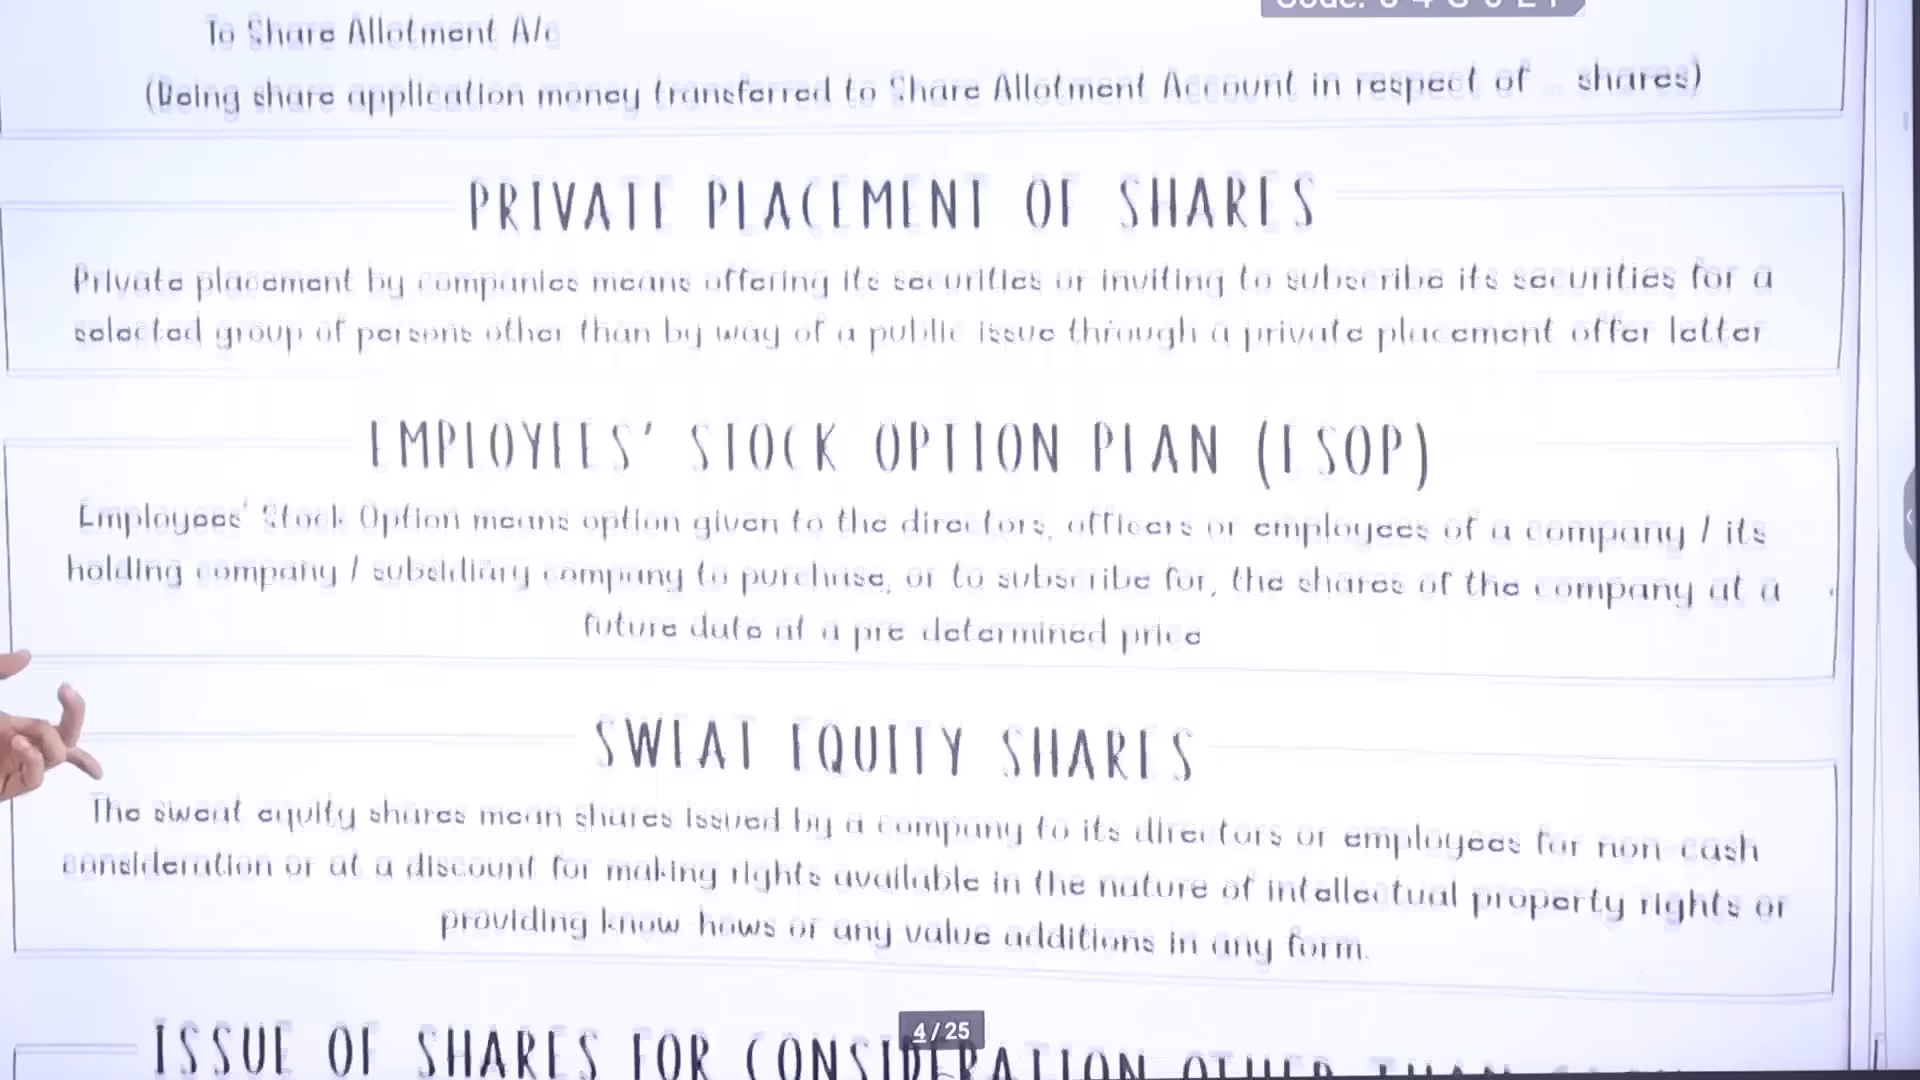 To Share Allotment A/c
(Being share application money transferred to Share Allotment Account in respect of ... shares)
PRIVATE PLACEMENT OF SHARES
Private placement by companies means offering its securities or inviting to subscribe its securities for a
selected group of persons other than by way of a public issue through a private placement offer letter
EMPLOYEES' STOCK OPTION PLAN (ESOP)
Employees' Stock Option means option given to the directors, officers or employees of a company / its
holding company / subsidiary company to purchase, or to subscribe for, the shares of the company at a
future date at a pre determined price
SWEAT EQUITY SHARES
The sweat equity shares mean shares issued by a company to its directors or employees for non cash
consideration or at a discount for making rights available in the nature of intellectual property rights or
providing know hows or any value additions in any form.
4/25
ISSUE OF SHARES FOR CONSIDERATION OTHER THAN